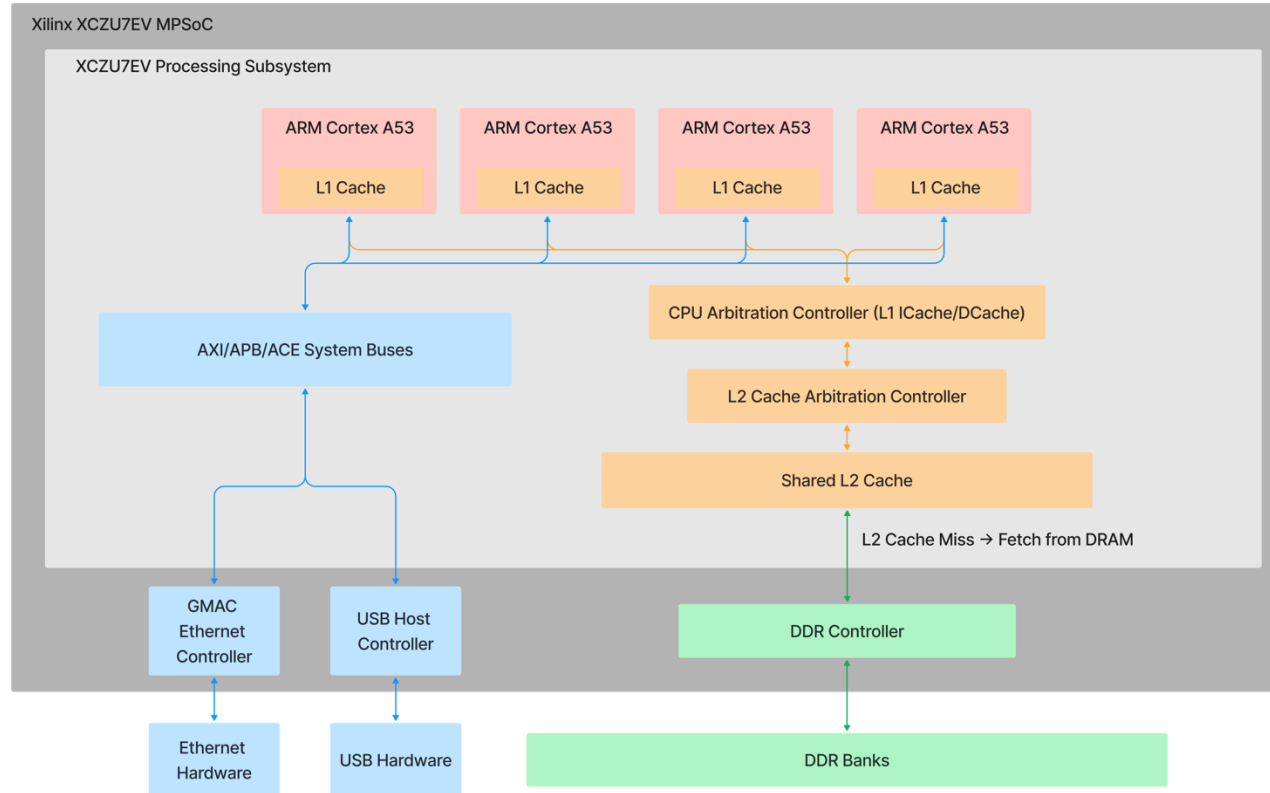 Xilinx XCZU7EV MPSoC
XCZU7EV Processing Subsystem
ARM Cortex A53
ARM Cortex A53
ARM Cortex A53
ARM Cortex A53
L1 Cache
L1 Cache
L1 Cache
L1 Cache
CPU Arbitration Controller (L1 ICache/DCache)
AXI/APB/ACE System Buses
L2 Cache Arbitration Controller
Shared L2 Cache
L2 Cache Miss → Fetch from DRAM
GMAC
Ethernet
Controller
USB Host
Controller
DDR Controller
Ethernet
Hardware
USB Hardware
DDR Banks